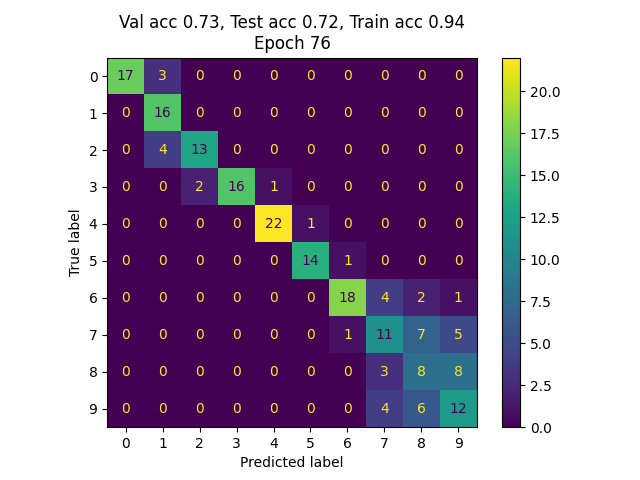 Val acc 0.73, Test acc 0.72, Train acc 0.94
Epoch 76
0 17 3 0 0 0 0 0 0 0 0
1 0 16 0 0 0 0 0 0 0 0
2 0 4 13 0 0 0 0 0 0 0
3 0 0 2 16 1 0 0 0 0 0
4 0 0 0 0 22 1 0 0 0 0
5 0 0 0 0 0 14 1 0 0 0
6 0 0 0 0 0 0 18 4 2 1
7 0 0 0 0 0 0 1 11 7 5
8 0 0 0 0 0 0 0 3 8 8
9 0 0 0 0 0 0 0 4 6 12
0 1 2 3 4 5 6 7 8 9
Predicted label
True label
20.0
17.5
15.0
12.5
10.0
7.5
5.0
2.5
0.0